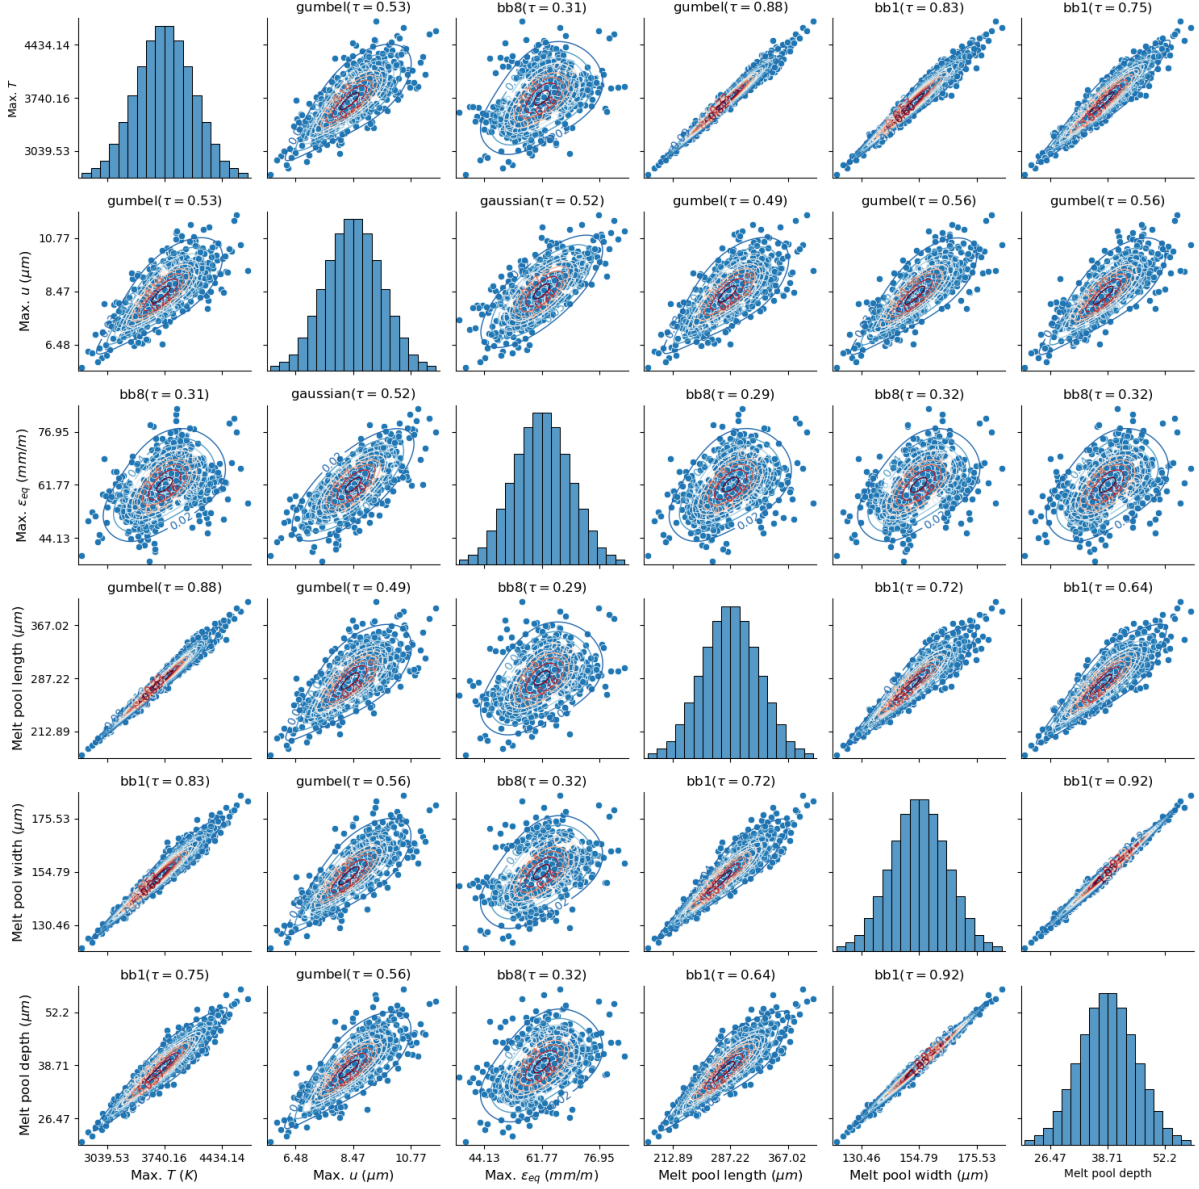 gumbel(τ = 0.53) bb8(τ = 0.31) gumbel(τ = 0.88) bb1(τ = 0.83) bb1(τ = 0.75)
Max. T
4434.14
3740.16
3039.53
gumbel(τ = 0.53) gaussian(τ = 0.52) gumbel(τ = 0.49) gumbel(τ = 0.56) gumbel(τ = 0.56)
Max. u (μm)
10.77
8.47
6.48
bb8(τ = 0.31) gaussian(τ = 0.52) bb8(τ = 0.29) bb8(τ = 0.32) bb8(τ = 0.32)
Max. εeq (mm/m)
76.95
61.77
44.13
0.02
0.02
0.02
0.02
gumbel(τ = 0.88) gumbel(τ = 0.49) bb8(τ = 0.29) bb1(τ = 0.72) bb1(τ = 0.64)
Melt pool length (μm)
367.02
287.22
212.89
bb1(τ = 0.83) gumbel(τ = 0.56) bb8(τ = 0.32) bb1(τ = 0.72) bb1(τ = 0.92)
Melt pool width (μm)
175.53
154.79
130.46
bb1(τ = 0.75) gumbel(τ = 0.56) bb8(τ = 0.32) bb1(τ = 0.64) bb1(τ = 0.92)
Melt pool depth (μm)
52.2
38.71
26.47
3039.53 3740.16 4434.14 6.48 8.47 10.77 44.13 61.77 76.95 212.89 287.22 367.02 130.46 154.79 175.53 26.47 38.71 52.2
Max. T (K) Max. u (μm) Max. εeq (mm/m) Melt pool length (μm) Melt pool width (μm) Melt pool depth